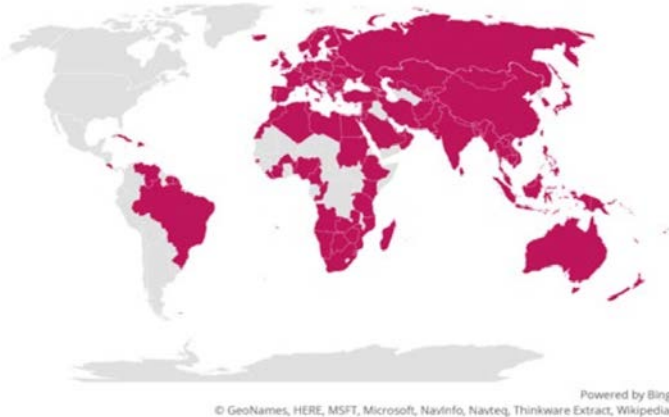 Powered by Bing
© GeoNames, HERE, MSFT, Microsoft, NavInfo, Navteq, Thinkware Extract, Wikipedia